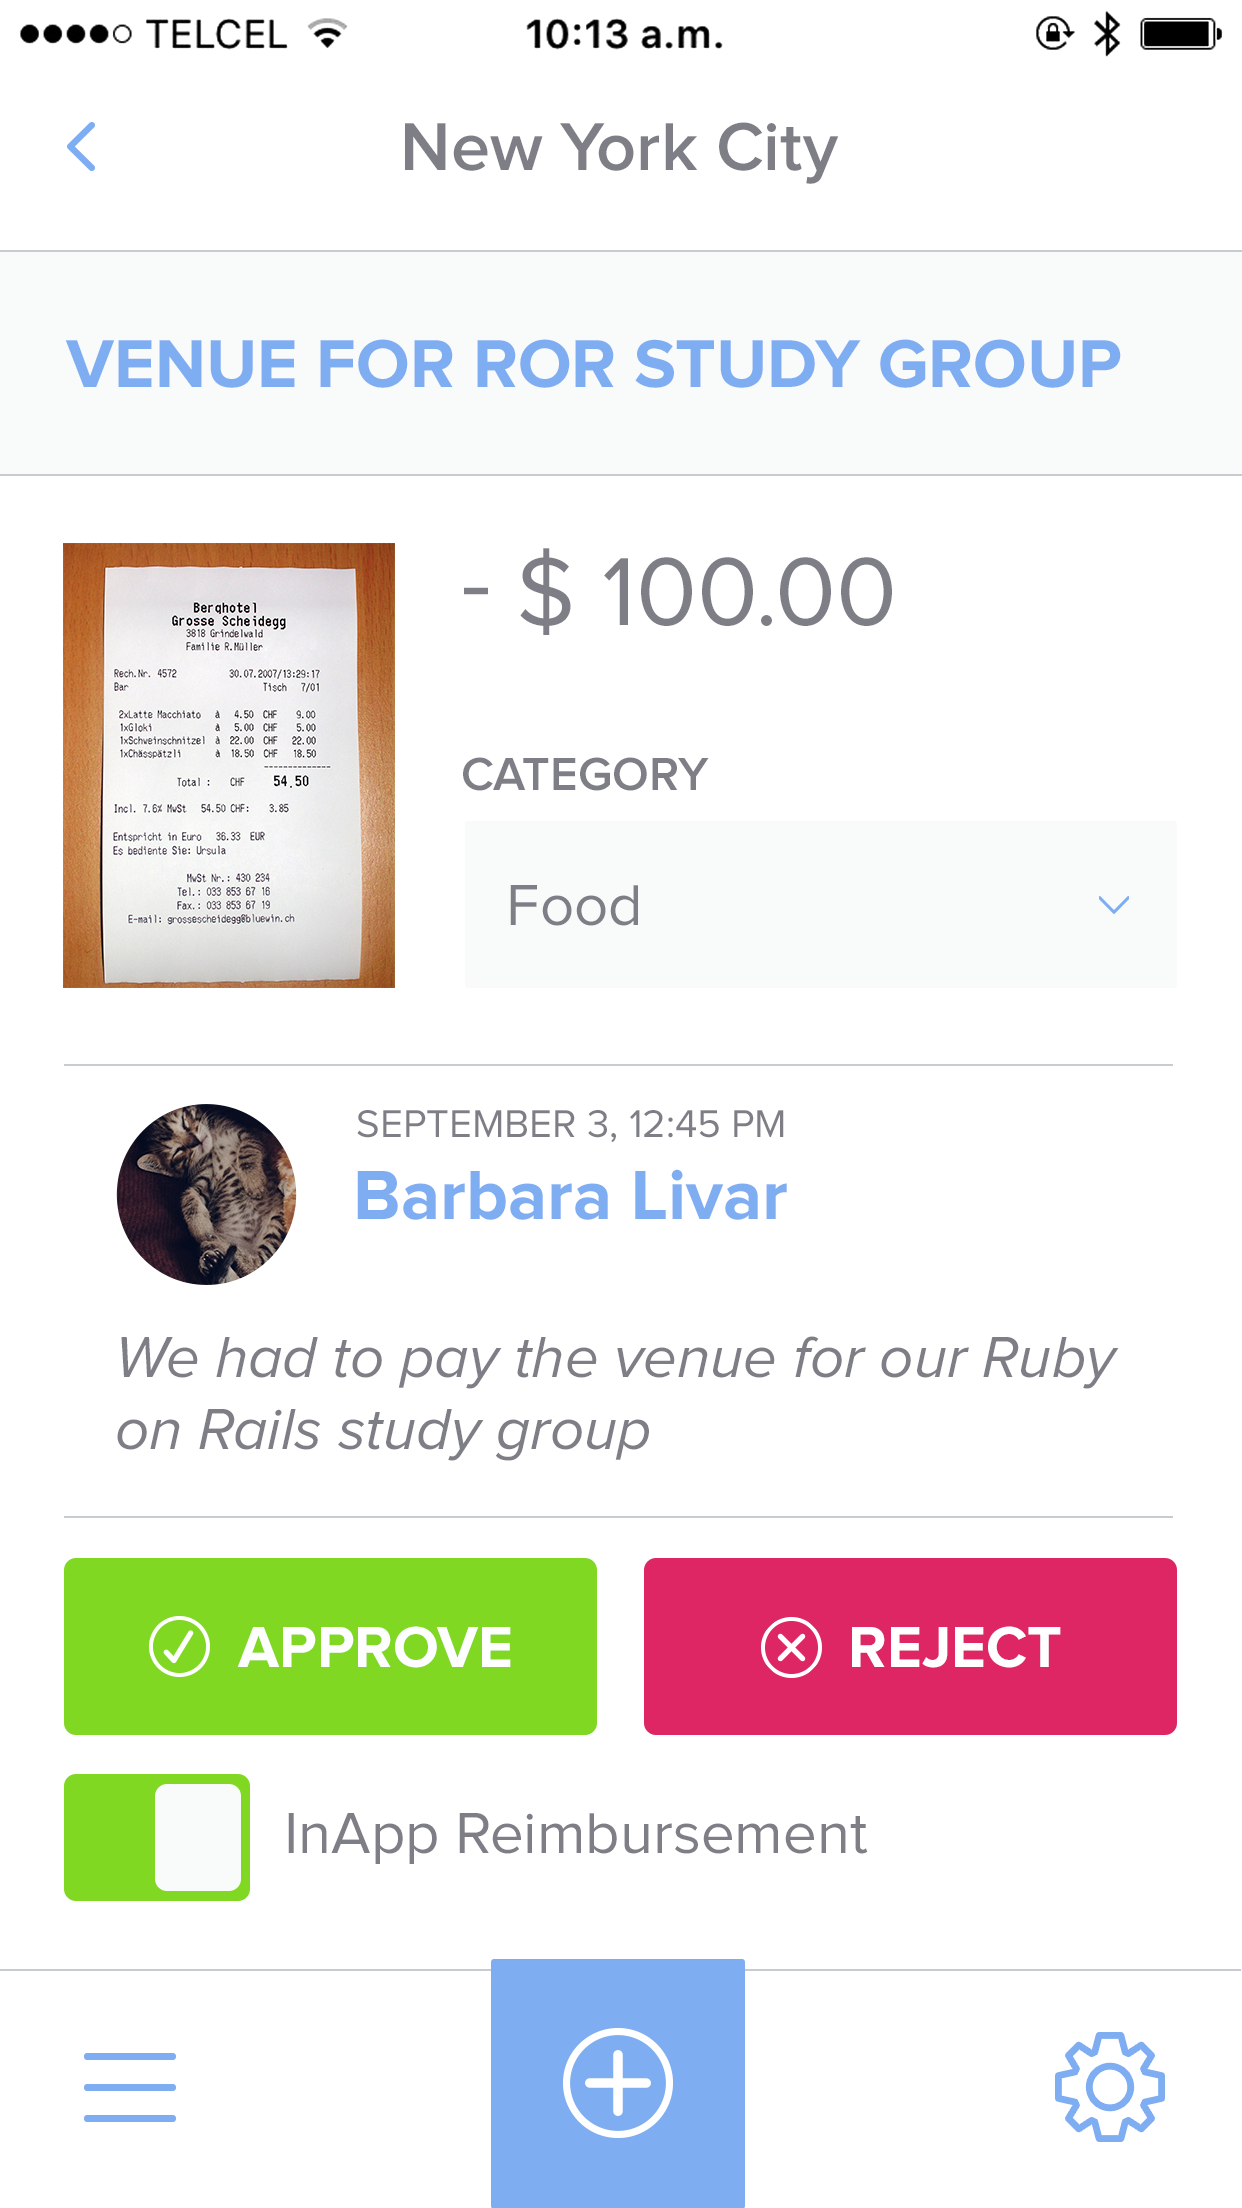 TELCEL 10:13 a.m.
New York City
VENUE FOR ROR STUDY GROUP
Berghotel
Grosse Scheidegg
3818 Grindelwald
Familie R.Müller
Rech.Nr. 4572 30.07.2007/13:29:17
Bar Tisch 7/01
2xLatte Macchiato à 4.50 CHF 9.00
1xGloki à 5.00 CHF 5.00
1xSchweinschnitzel à 22.00 CHF 22.00
1xChässpätzli à 18.50 CHF 18.50
Total : CHF 54.50
Incl. 7.6% MwSt 54.50 CHF: 3.85
Entspricht in Euro 36.33 EUR
Es bediente Sie: Ursula
MwSt Nr.: 430 234
Tel.: 033 853 67 16
Fax.: 033 853 67 19
E-mail: grossescheidegg@bluewin.ch
- $ 100.00
CATEGORY
Food
SEPTEMBER 3, 12:45 PM
Barbara Livar
We had to pay the venue for our Ruby
on Rails study group
APPROVE
REJECT
InApp Reimbursement